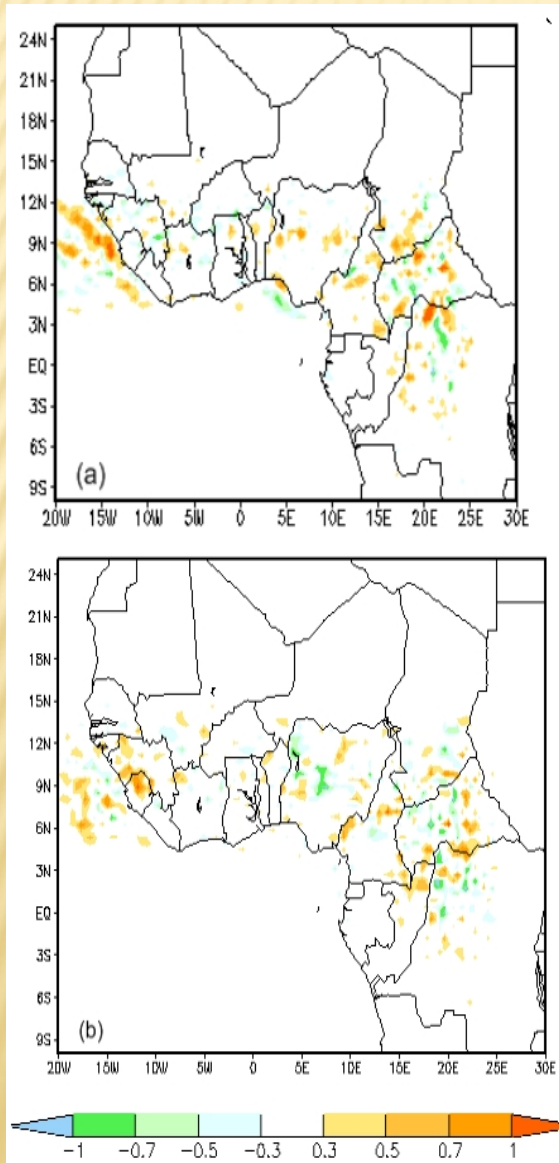 24N
21N
18N
15N
12N
9N
6N
3N
EQ
3S
6S
9S
(a)
20W 15W 10W 5W 0 5E 10E 15E 20E 25E 30E
24N
21N
18N
15N
12N
9N
6N
3N
EQ
3S
6S
9S
(b)
20W 15W 10W 5W 0 5E 10E 15E 20E 25E 30E
-1 -0.7 -0.5 -0.3 0.3 0.5 0.7 1